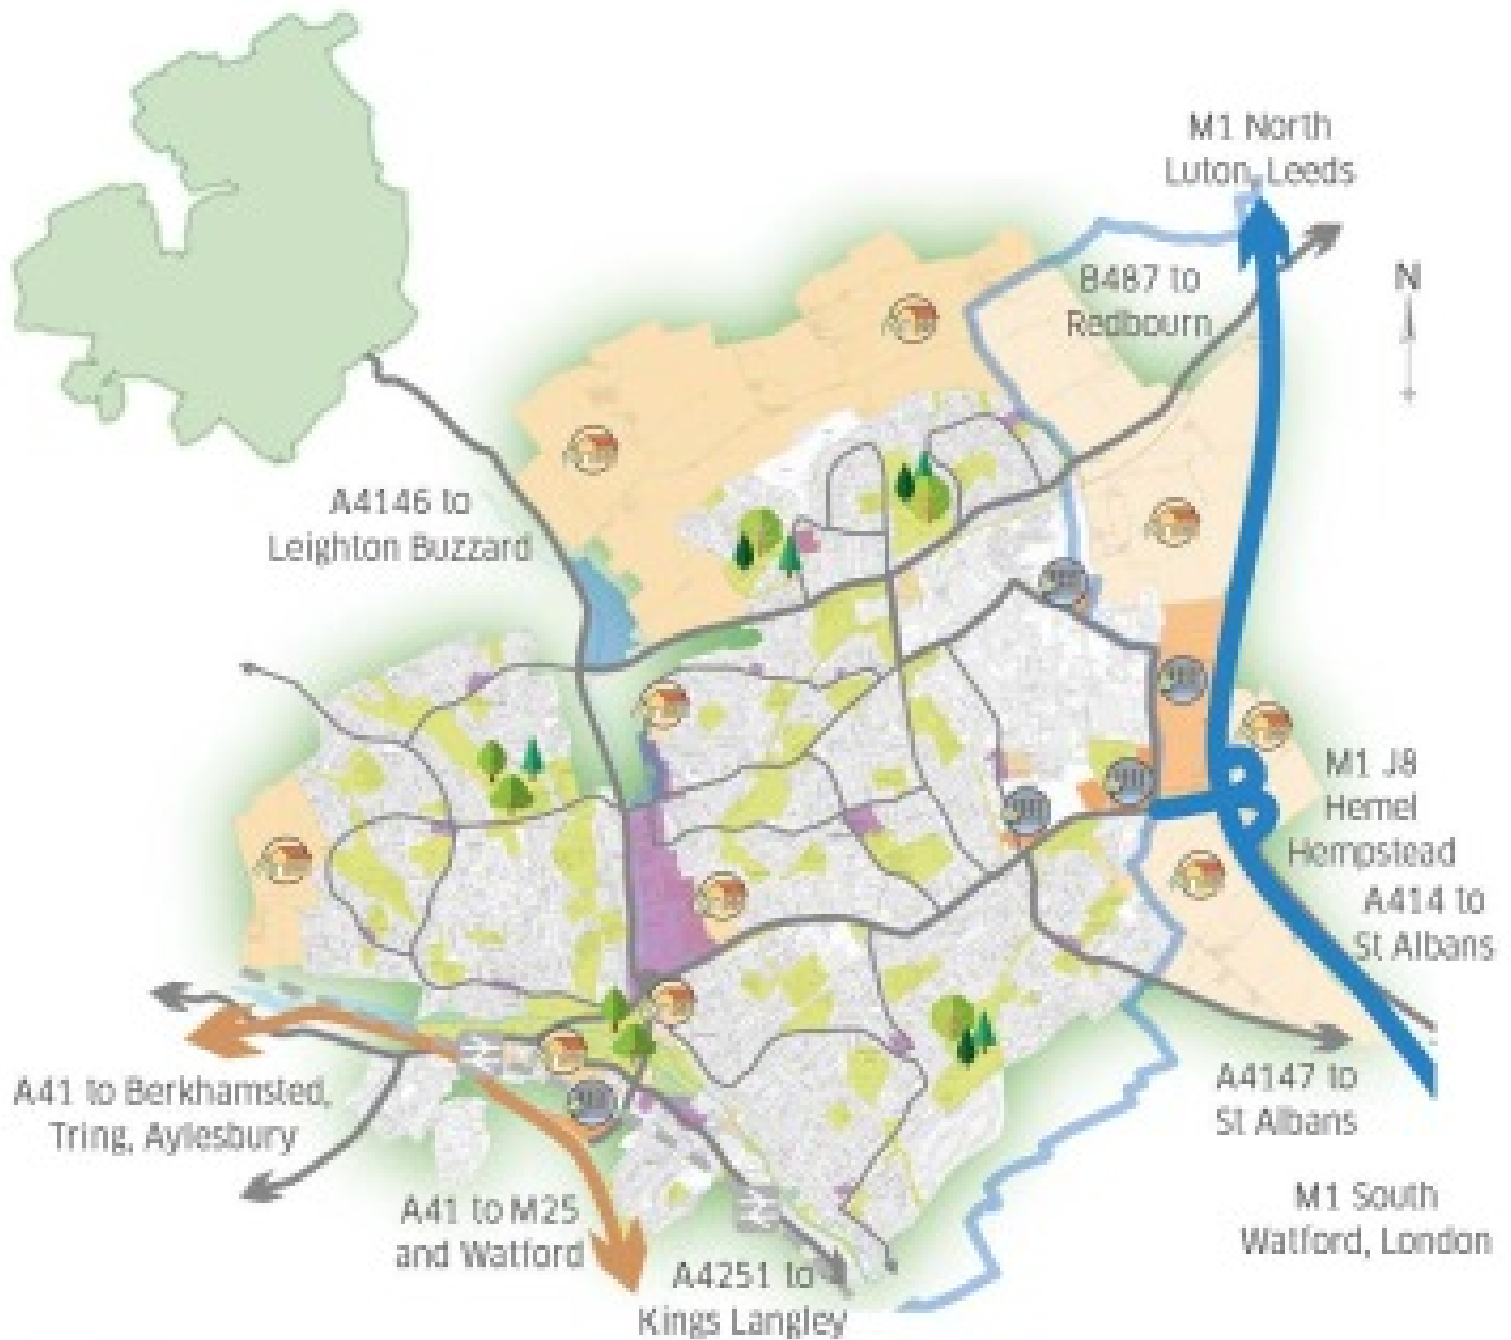 M1 North
Luton, Leeds
N
B487 to
Redbourn
A4146 to
Leighton Buzzard
M1 J8
Hemel
Hempstead
A414 to
St Albans
A41 to Berkhamsted,
Tring, Aylesbury
A4147 to
St Albans
A41 to M25
and Watford
M1 South
Watford, London
A4251 to
Kings Langley